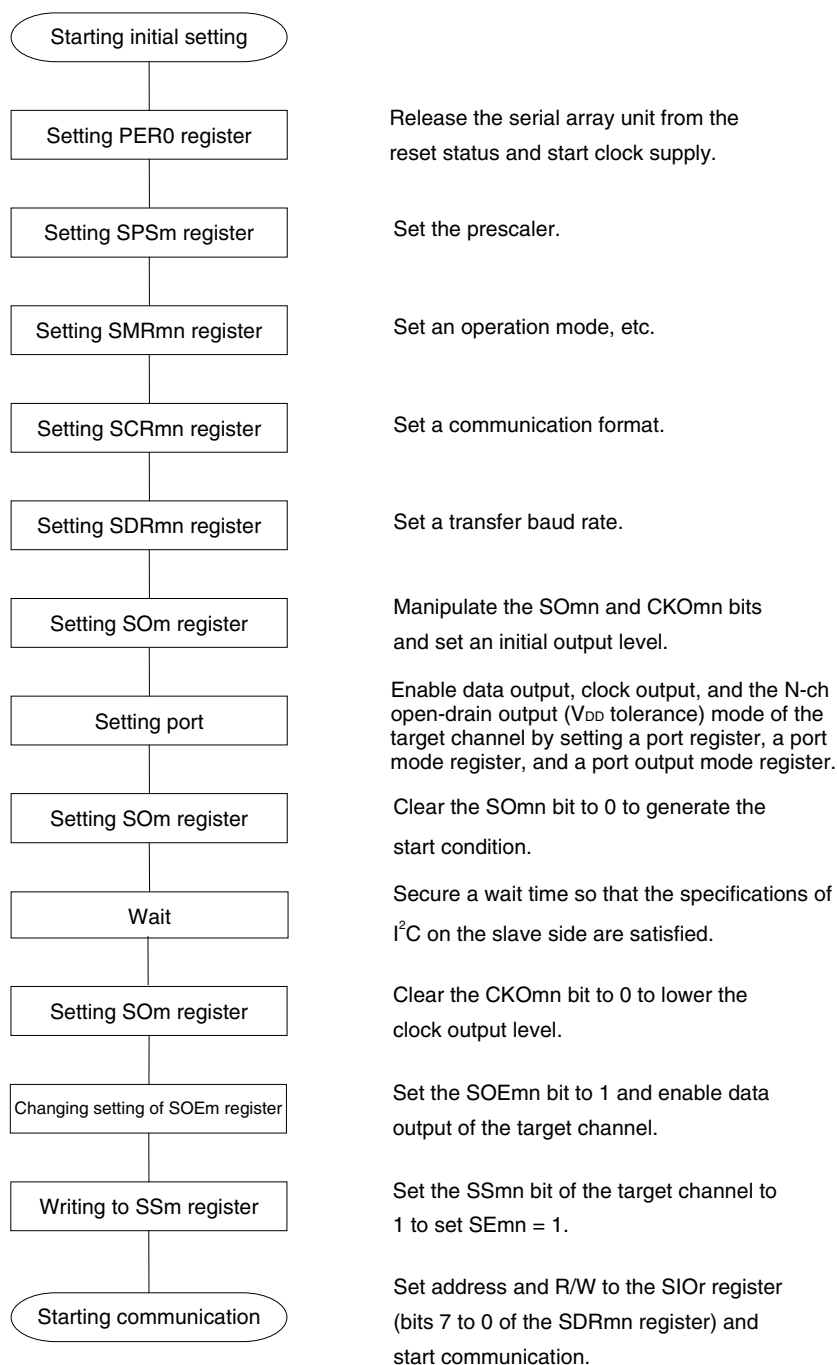 Starting initial setting
Setting PER0 register
Release the serial array unit from the
reset status and start clock supply.
Setting SPSm register
Set the prescaler.
Setting SMRmn register
Set an operation mode, etc.
Setting SCRmn register
Set a communication format.
Setting SDRmn register
Set a transfer baud rate.
Setting SOm register
Manipulate the SOmn and CKOmn bits
and set an initial output level.
Setting port
Enable data output, clock output, and the N-ch
open-drain output (VDD tolerance) mode of the
target channel by setting a port register, a port
mode register, and a port output mode register.
Setting SOm register
Clear the SOmn bit to 0 to generate the
start condition.
Wait
Secure a wait time so that the specifications of
I²C on the slave side are satisfied.
Setting SOm register
Clear the CKOmn bit to 0 to lower the
clock output level.
Changing setting of SOEm register
Set the SOEmn bit to 1 and enable data
output of the target channel.
Writing to SSm register
Set the SSmn bit of the target channel to
1 to set SEmn = 1.
Starting communication
Set address and R/W to the SIOr register
(bits 7 to 0 of the SDRmn register) and
start communication.